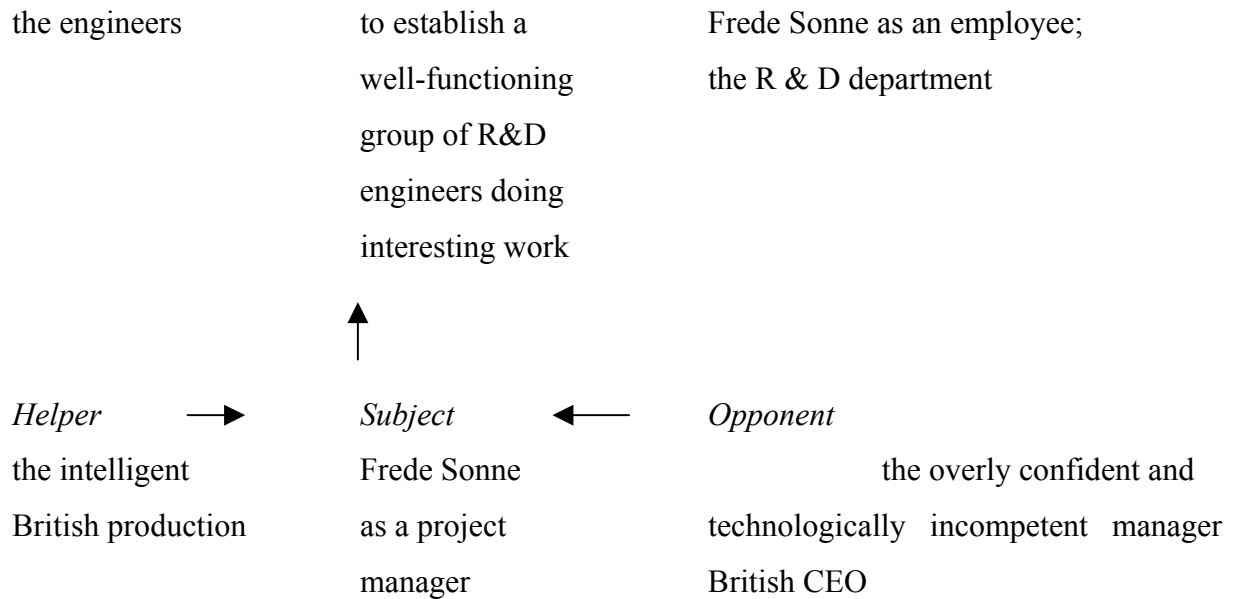 the engineers to establish a Frede Sonne as an employee;
well-functioning the R & D department
group of R&D
engineers doing
interesting work
Helper Subject Opponent
the intelligent Frede Sonne the overly confident and
British production as a project technologically incompetent manager
manager British CEO